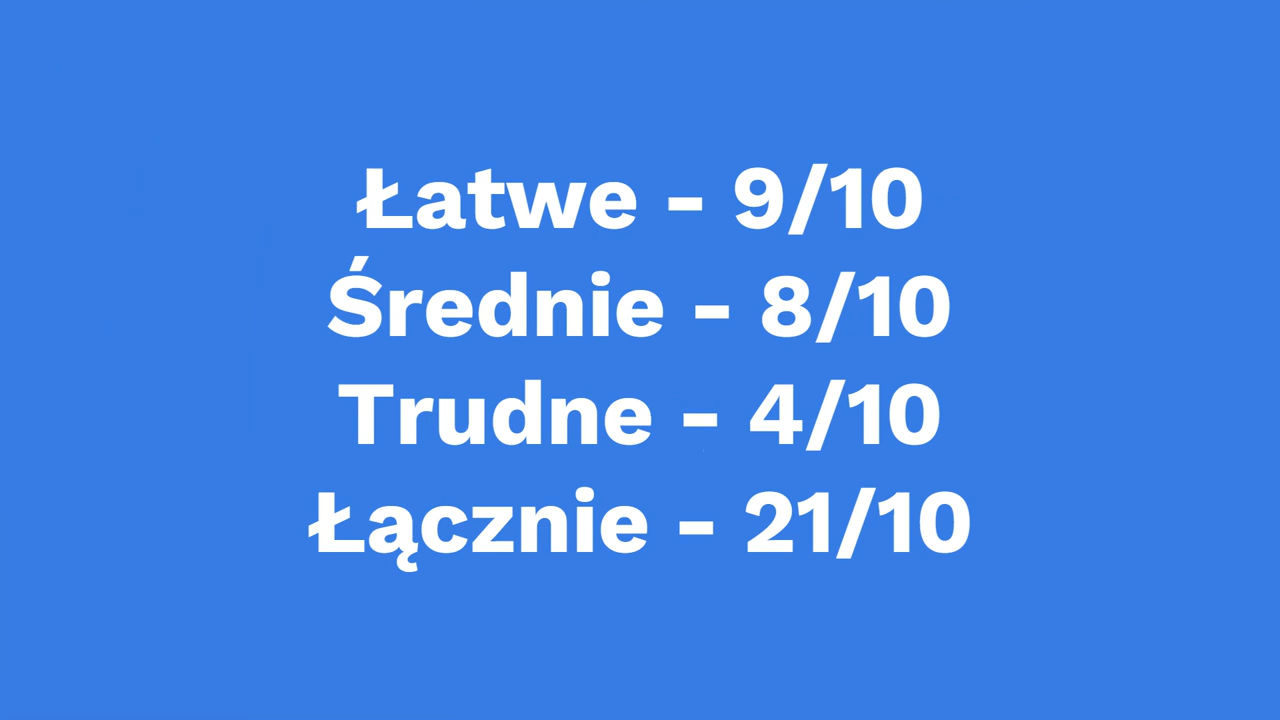 Łatwe - 9/10
Średnie - 8/10
Trudne - 4/10
Łącznie - 21/10